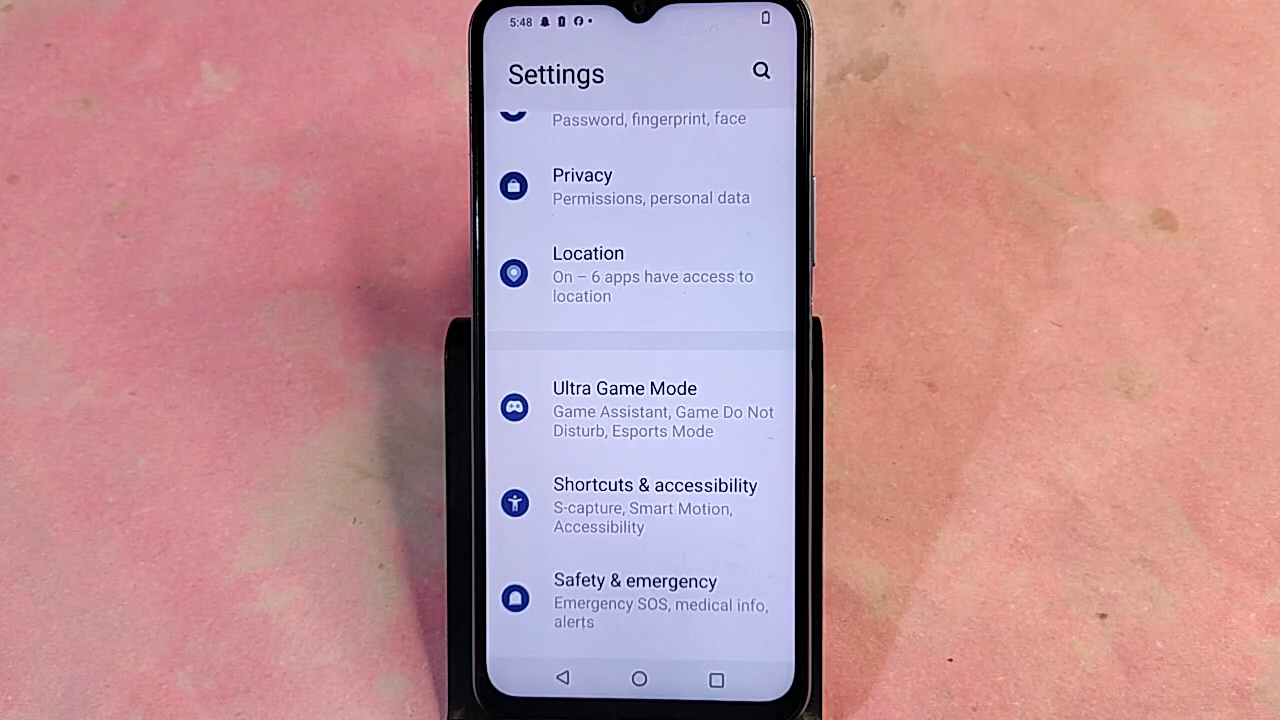 5:48
Settings
Password, fingerprint, face
Privacy
Permissions, personal data
Location
On – 6 apps have access to
location
Ultra Game Mode
Game Assistant, Game Do Not
Disturb, Esports Mode
Shortcuts & accessibility
S-capture, Smart Motion,
Accessibility
Safety & emergency
Emergency SOS, medical info,
alerts